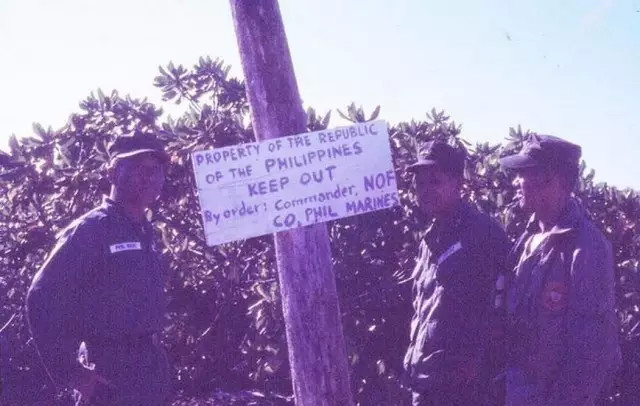 PROPERTY OF THE REPUBLIC
OF THE PHILIPPINES
KEEP OUT
By order: Commander, NOF
CO, PHIL MARINES